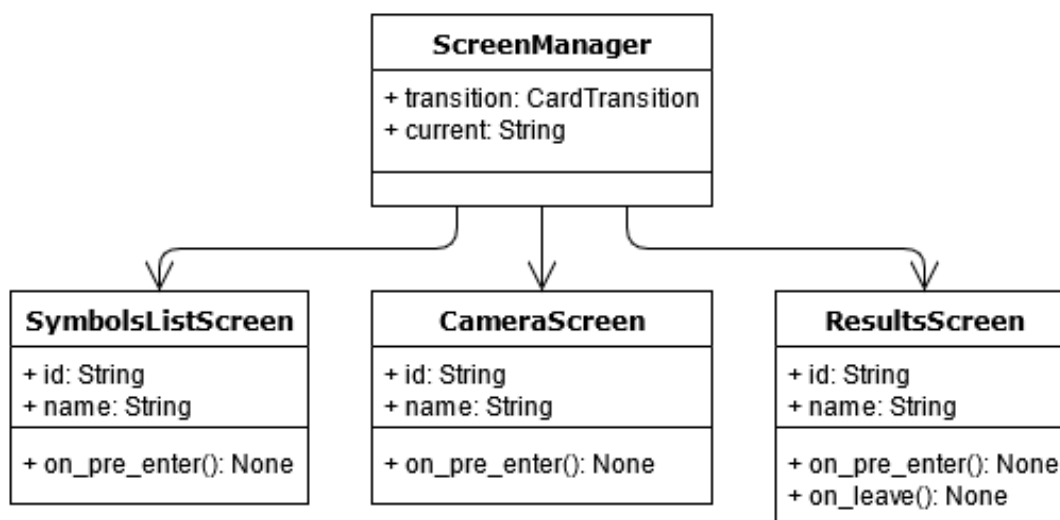 ScreenManager
+ transition: CardTransition
+ current: String
SymbolsListScreen
+ id: String
+ name: String
+ on_pre_enter(): None
CameraScreen
+ id: String
+ name: String
+ on_pre_enter(): None
ResultsScreen
+ id: String
+ name: String
+ on_pre_enter(): None
+ on_leave(): None